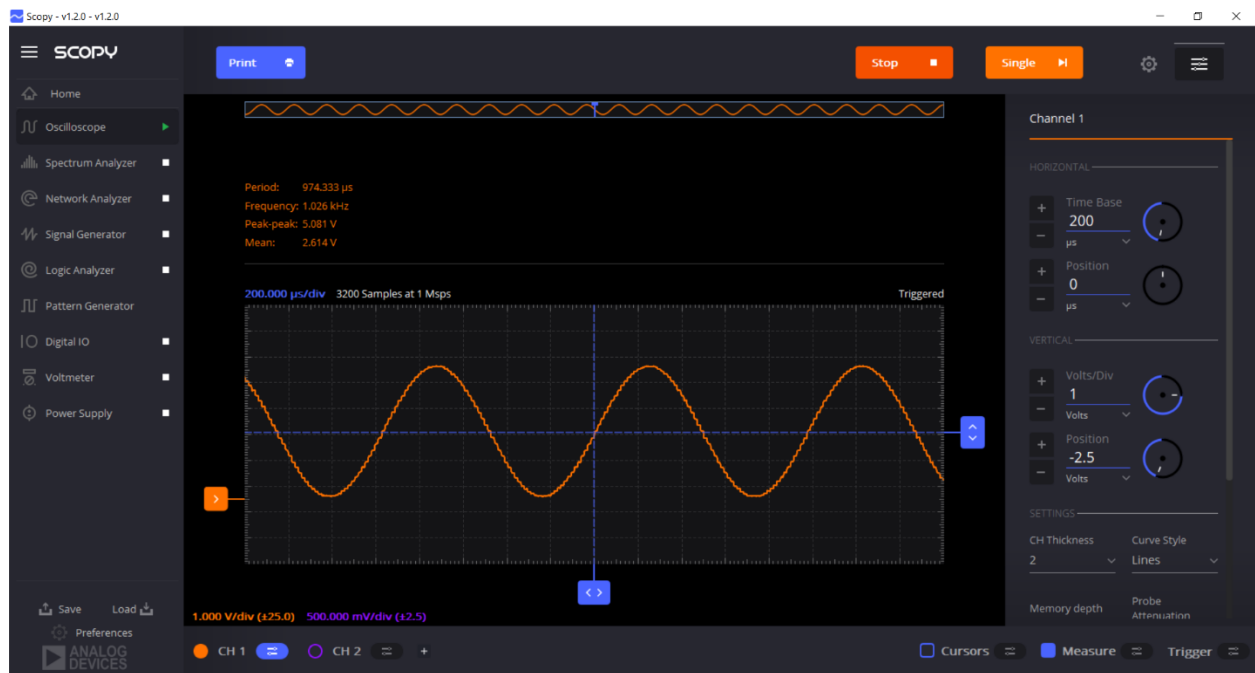 Scopy - v1.2.0 - v1.2.0
SCOPY
Print
Stop
Single
Home
Oscilloscope
Spectrum Analyzer
Network Analyzer
Signal Generator
Logic Analyzer
Pattern Generator
Digital IO
Voltmeter
Power Supply
Save Load
Preferences
ANALOG
DEVICES
Period: 974.333 µs
Frequency: 1.026 kHz
Peak-peak: 5.081 V
Mean: 2.614 V
200.000 µs/div 3200 Samples at 1 Msps Triggered
1.000 V/div (±25.0) 500.000 mV/div (±2.5)
CH 1 CH 2 + Cursors Measure Trigger
Channel 1
HORIZONTAL
Time Base
+ 200
- µs
Position
+ 0
- µs
VERTICAL
Volts/Div
+ 1
- Volts
Position
+ -2.5
- Volts
SETTINGS
CH Thickness Curve Style
2 Lines
Memory depth Probe
Attenuation